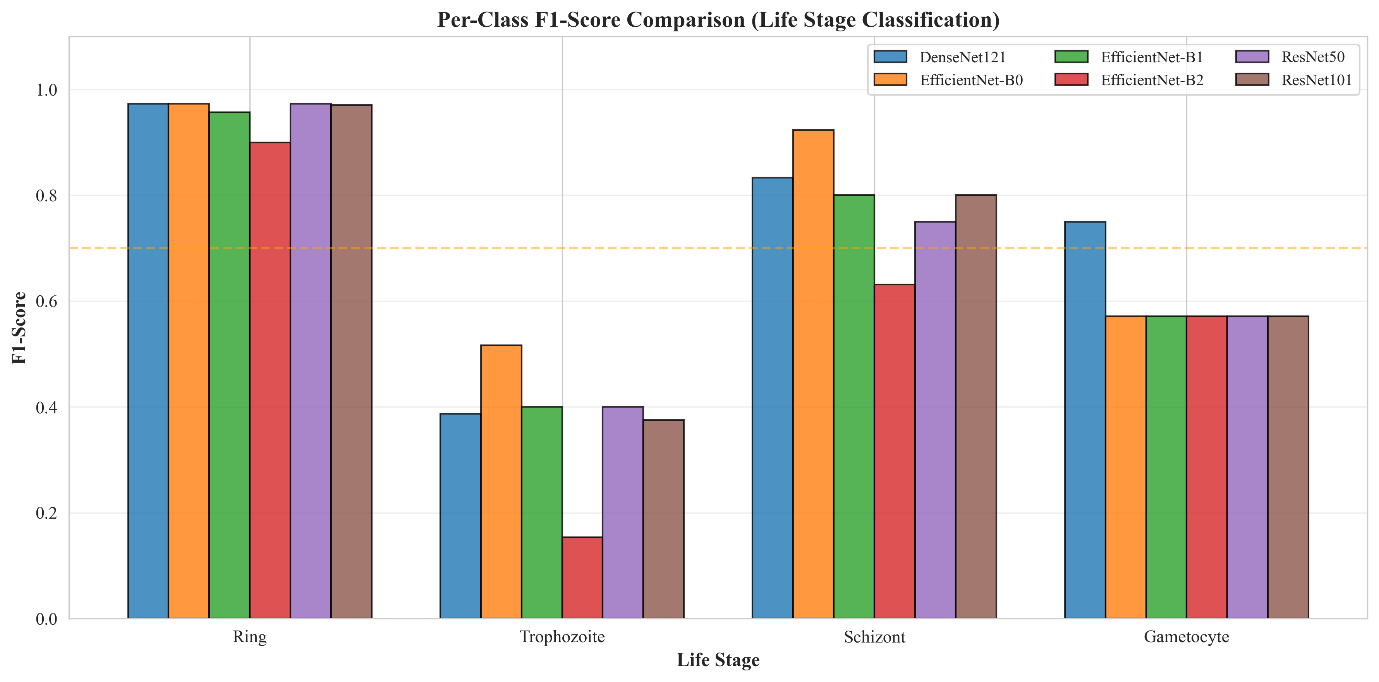 Per-Class F1-Score Comparison (Life Stage Classification)
DenseNet121
EfficientNet-B0
EfficientNet-B1
EfficientNet-B2
ResNet50
ResNet101
F1-Score
1.0
0.8
0.6
0.4
0.2
0.0
Ring
Trophozoite
Schizont
Gametocyte
Life Stage